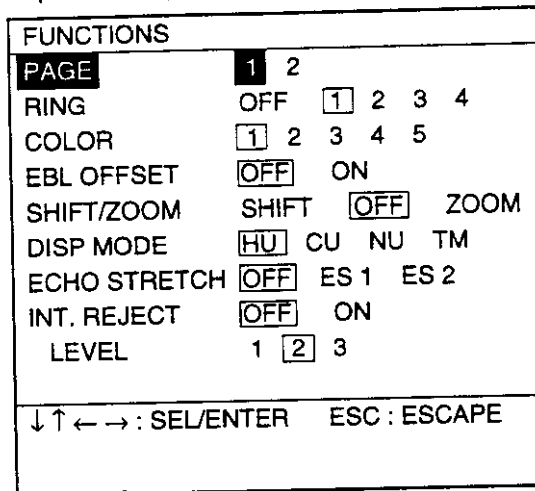 FUNCTIONS
PAGE 1 2
RING OFF 1 2 3 4
COLOR 1 2 3 4 5
EBL OFFSET OFF ON
SHIFT/ZOOM SHIFT OFF ZOOM
DISP MODE HU CU NU TM
ECHO STRETCH OFF ES 1 ES 2
INT. REJECT OFF ON
LEVEL 1 2 3
↓↑←→: SEL/ENTER ESC : ESCAPE